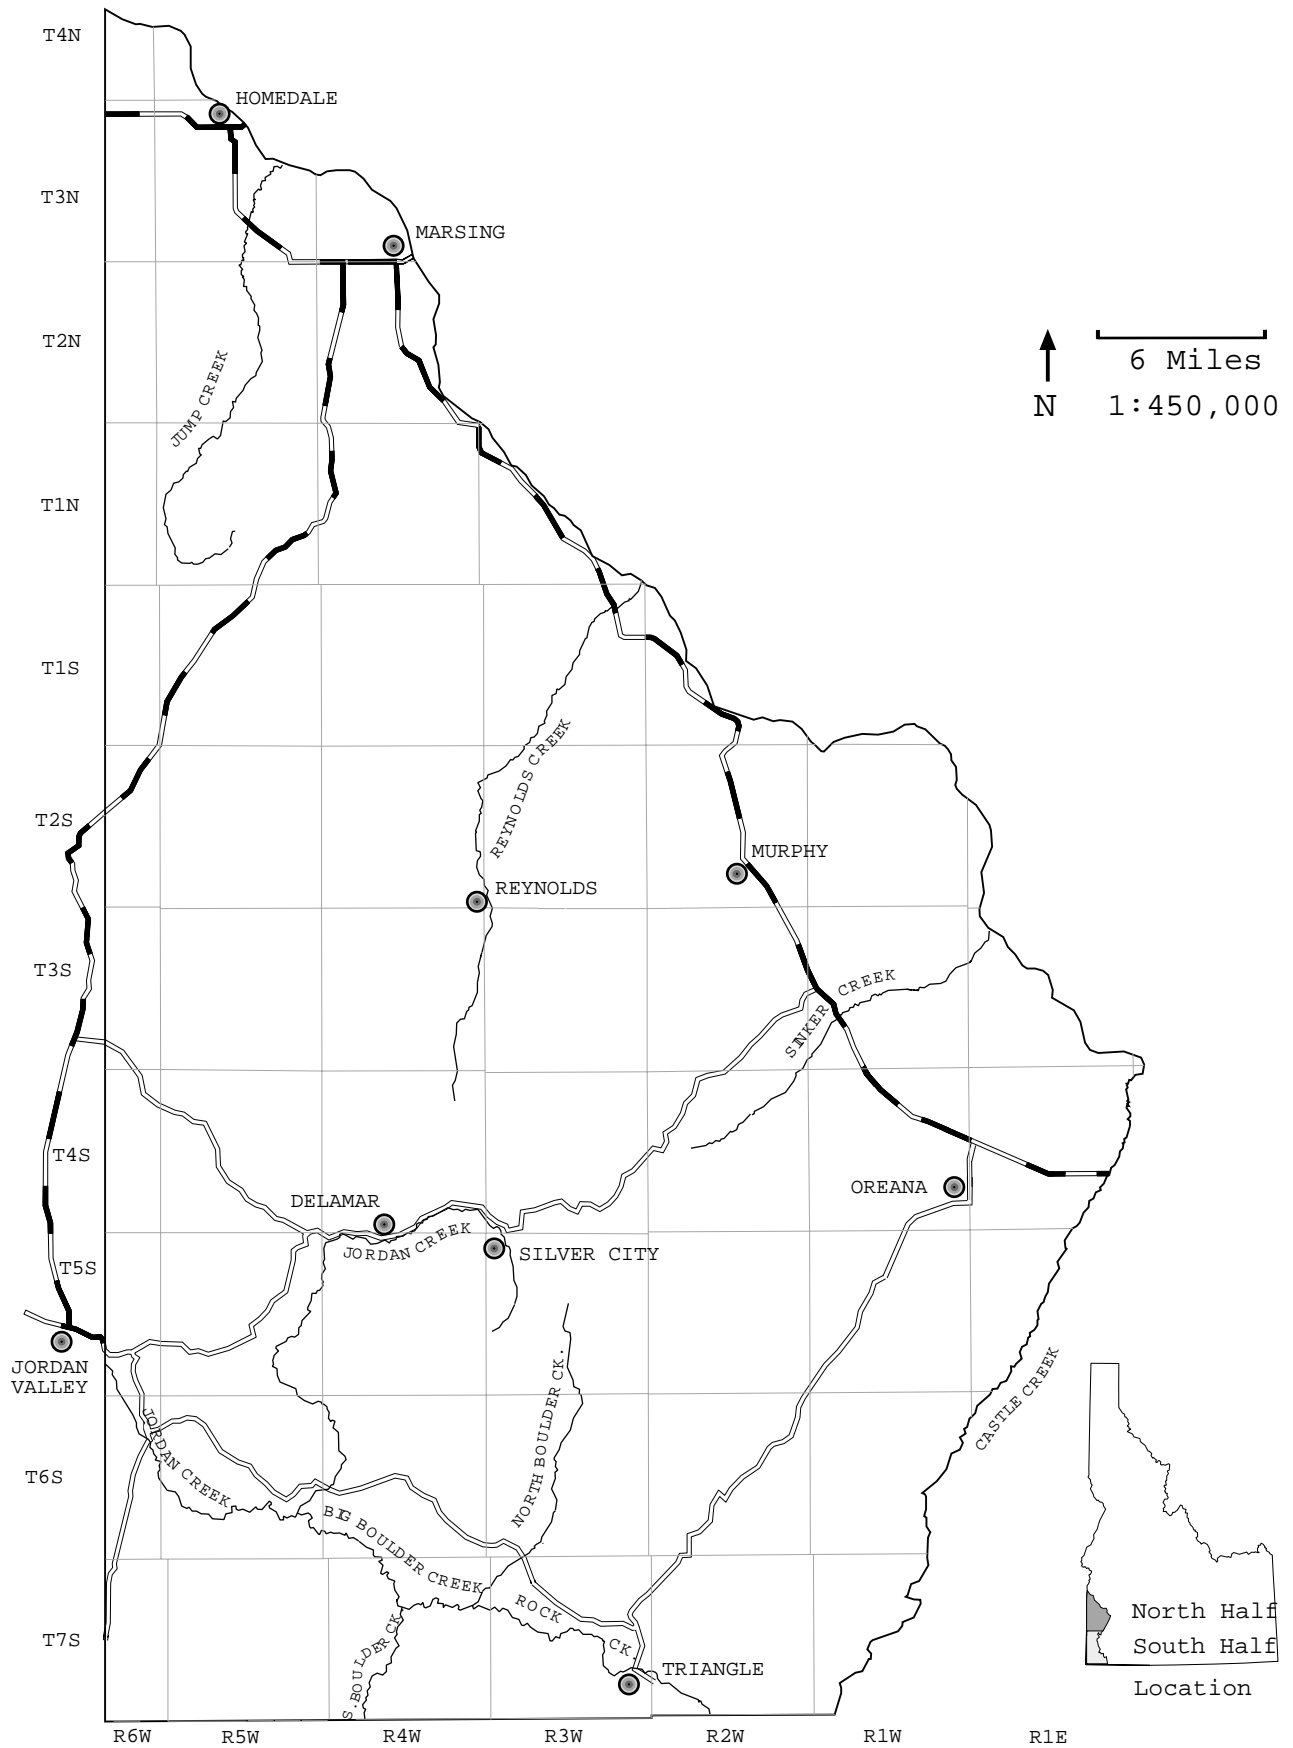 T4N
HOMEDALE
T3N
MARSING
T2N
JUMP CREEK
6 Miles
N
1:450,000
T1N
T1S
REYNOLDS CREEK
T2S
MURPHY
REYNOLDS
T3S
SINKER CREEK
T4S
DELAMAR
OREANA
JORDAN CREEK
SILVER CITY
T5S
JORDAN
VALLEY
CASTLE CREEK
NORTH BOULDER CK.
JORDAN CREEK
T6S
BIG BOULDER CREEK
ROCK
CK.
S. BOULDER CK
T7S
TRIANGLE
North Half
South Half
Location
R6W
R5W
R4W
R3W
R2W
R1W
R1E